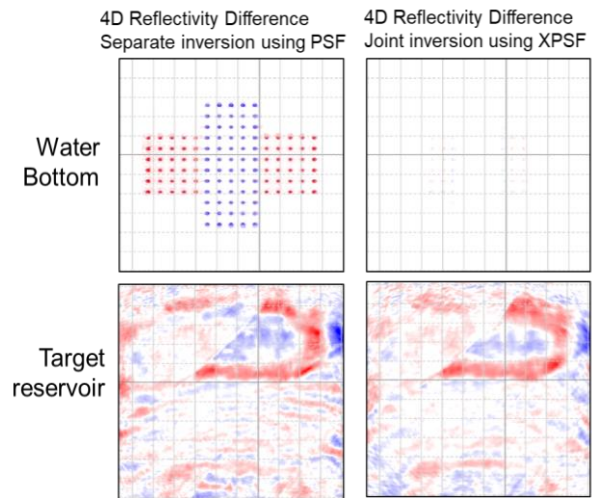 4D Reflectivity Difference
Separate inversion using PSF
4D Reflectivity Difference
Joint inversion using XPSF
Water
Bottom
Target
reservoir